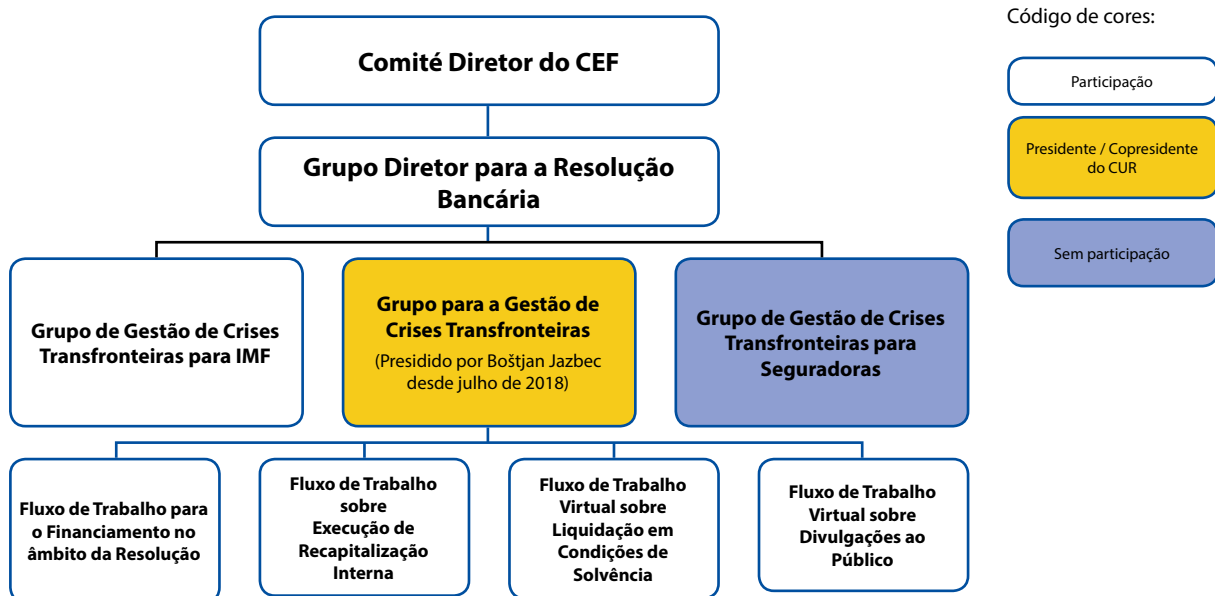 Código de cores:
Participação
Presidente / Copresidente
do CUR
Sem participação
Comité Diretor do CEF
Grupo Diretor para a Resolução
Bancária
Grupo de Gestão de Crises
Transfronteiras para IMF
Grupo para a Gestão de
Crises Transfronteiras
(Presidido por Boštjan Jazbec
desde julho de 2018)
Grupo de Gestão de Crises
Transfronteiras para
Seguradoras
Fluxo de Trabalho para
o Financiamento no
âmbito da Resolução
Fluxo de Trabalho
sobre
Execução de
Recapitalização
Interna
Fluxo de Trabalho
Virtual sobre
Liquidação em
Condições de
Solvência
Fluxo de Trabalho
Virtual sobre
Divulgações ao
Público